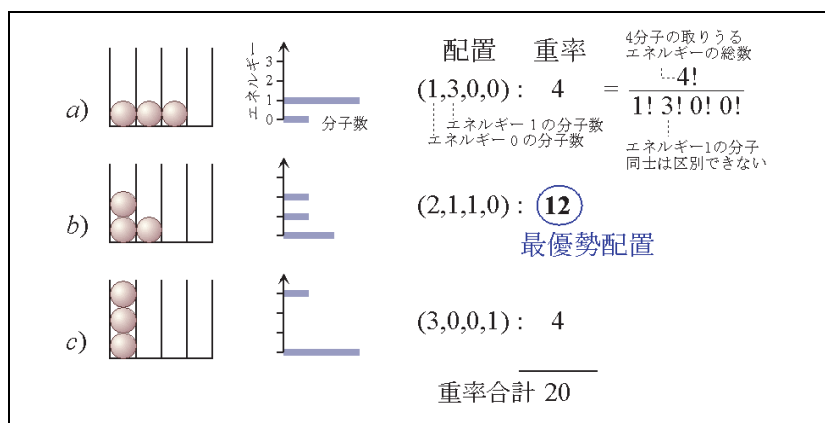 配置 重率
4分子の取りうる
エネルギーの総数
a)
エネルギー
3
2
1
0
分子数
(1,3,0,0) : 4 = 4! / 1! 3! 0! 0!
エネルギー1の分子数
エネルギー0の分子数
エネルギー1の分子
同士は区別できない
b)
(2,1,1,0) : 12
最優勢配置
c)
(3,0,0,1) : 4
重率合計 20